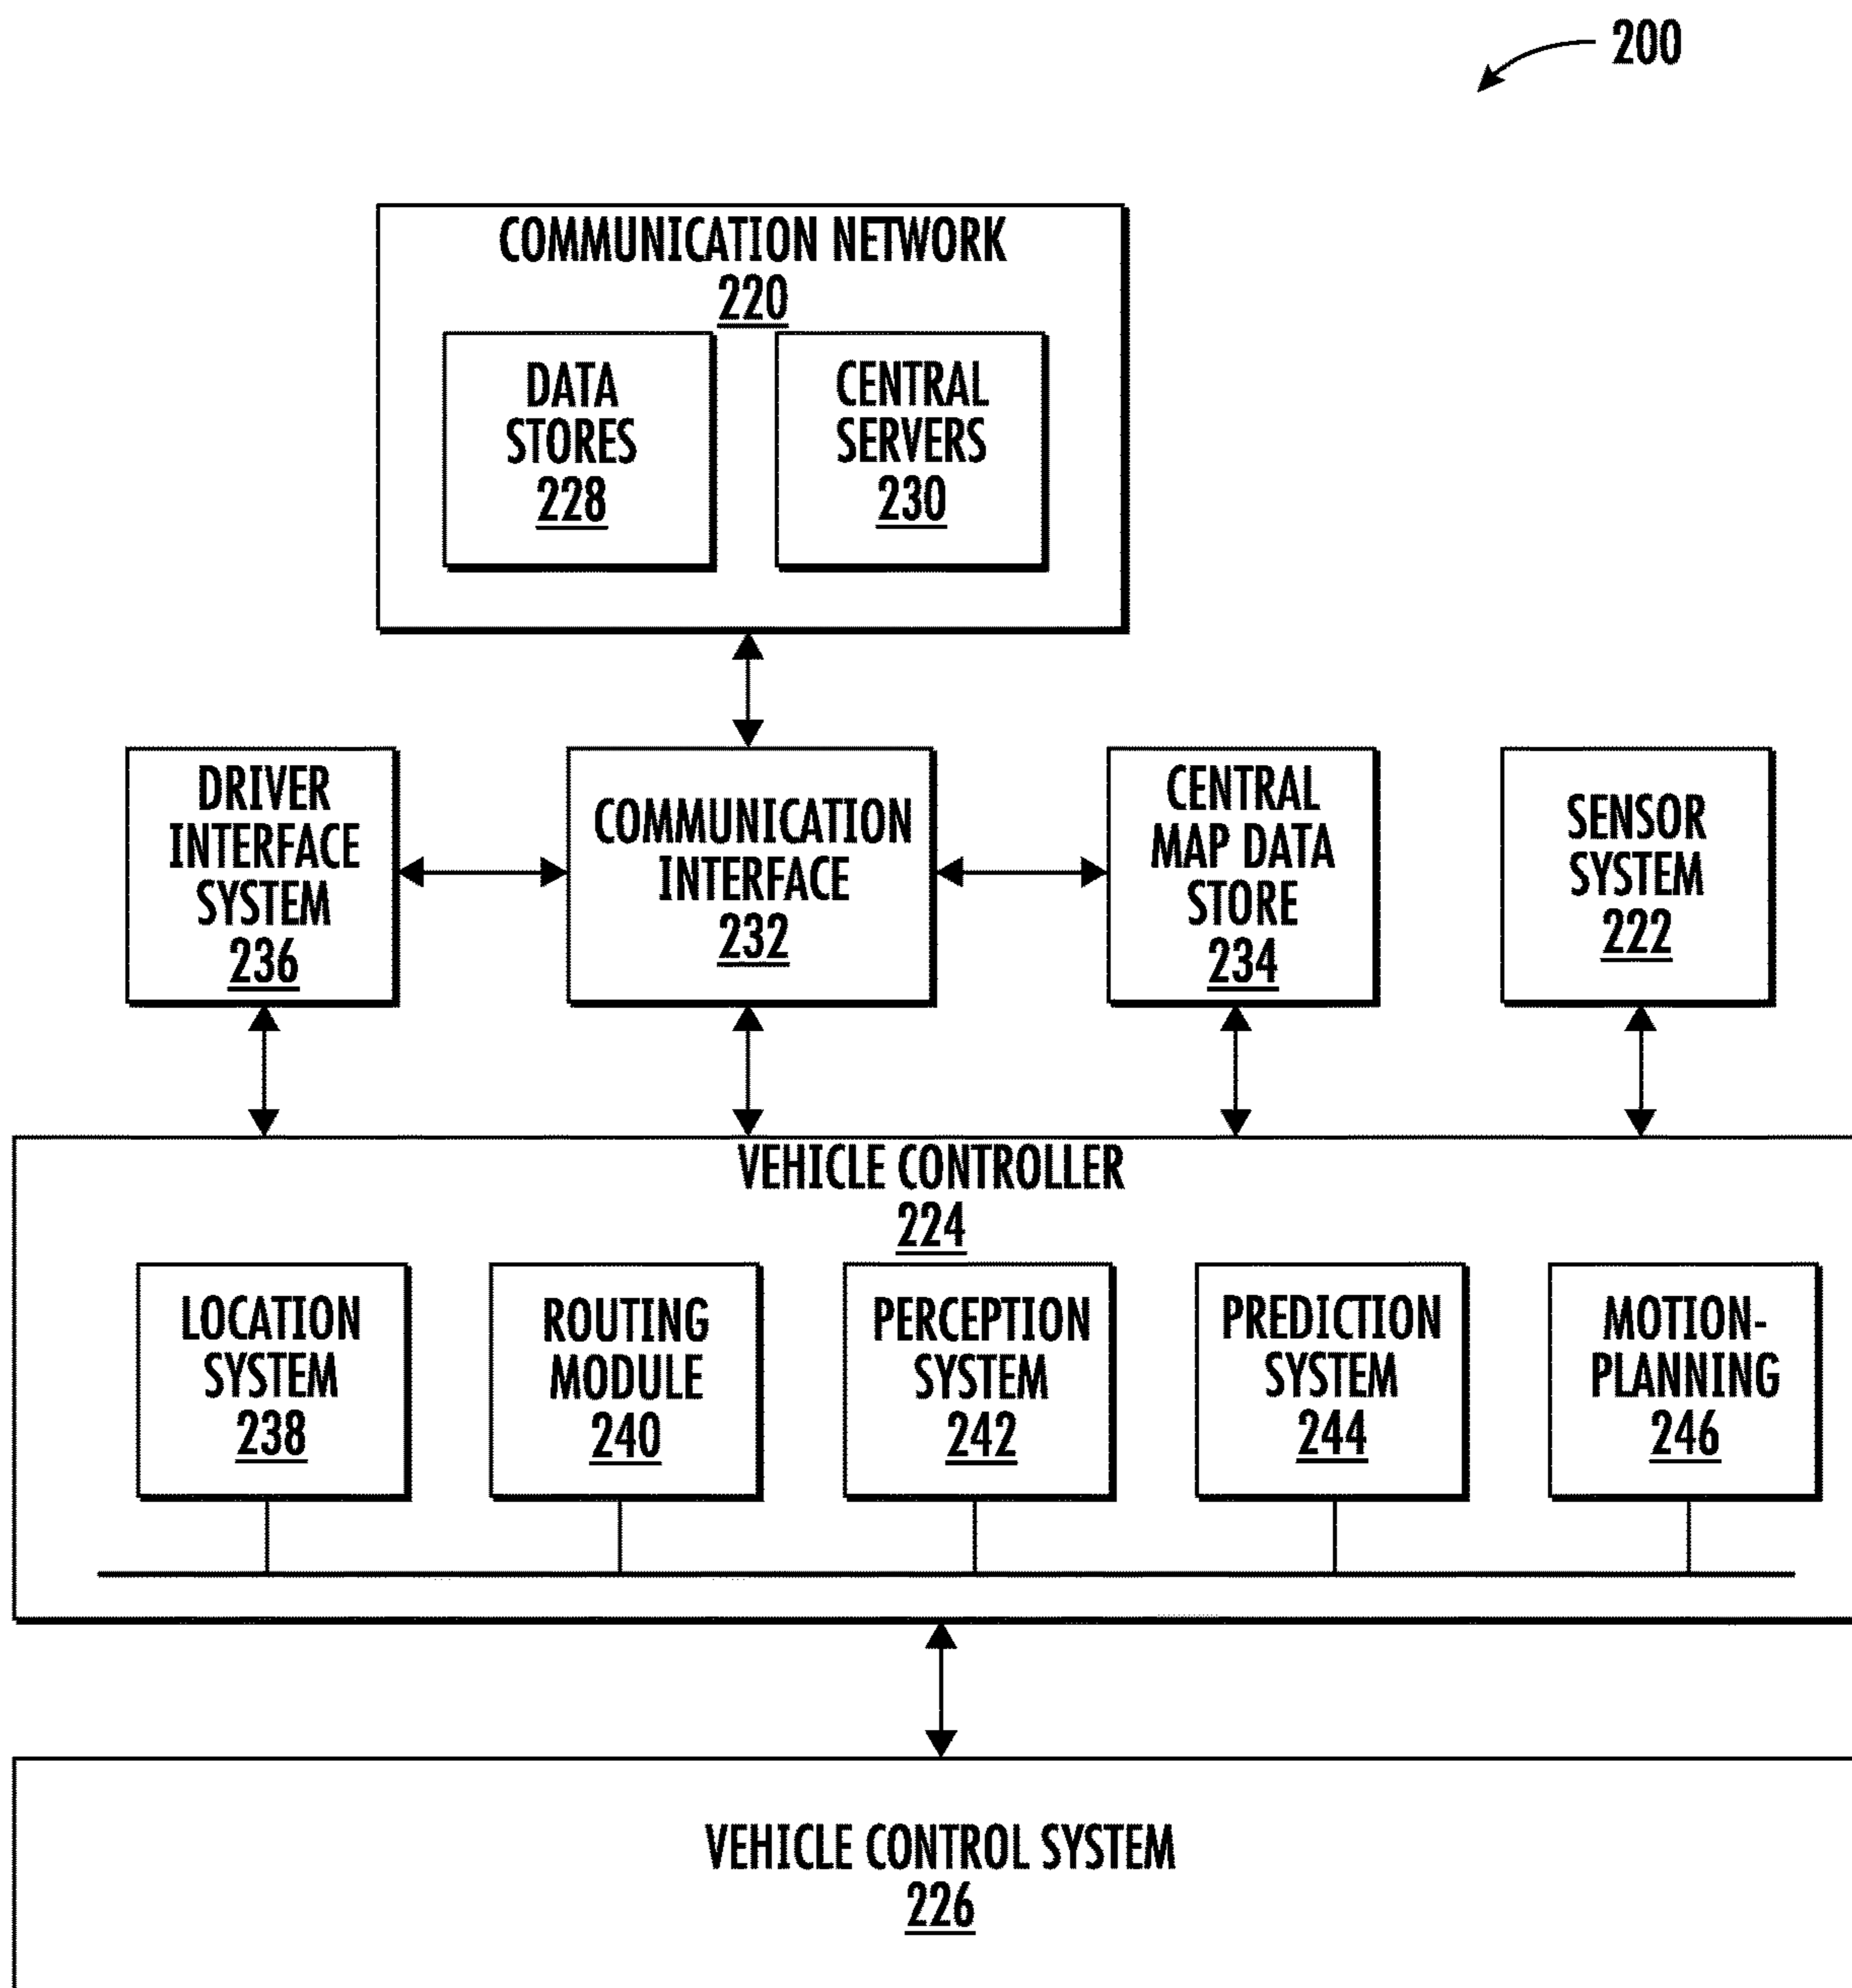 200
COMMUNICATION NETWORK
220
DATA
STORES
228
CENTRAL
SERVERS
230
DRIVER
INTERFACE
SYSTEM
236
COMMUNICATION
INTERFACE
232
CENTRAL
MAP DATA
STORE
234
SENSOR
SYSTEM
222
VEHICLE CONTROLLER
224
LOCATION
SYSTEM
238
ROUTING
MODULE
240
PERCEPTION
SYSTEM
242
PREDICTION
SYSTEM
244
MOTION-
PLANNING
246
VEHICLE CONTROL SYSTEM
226